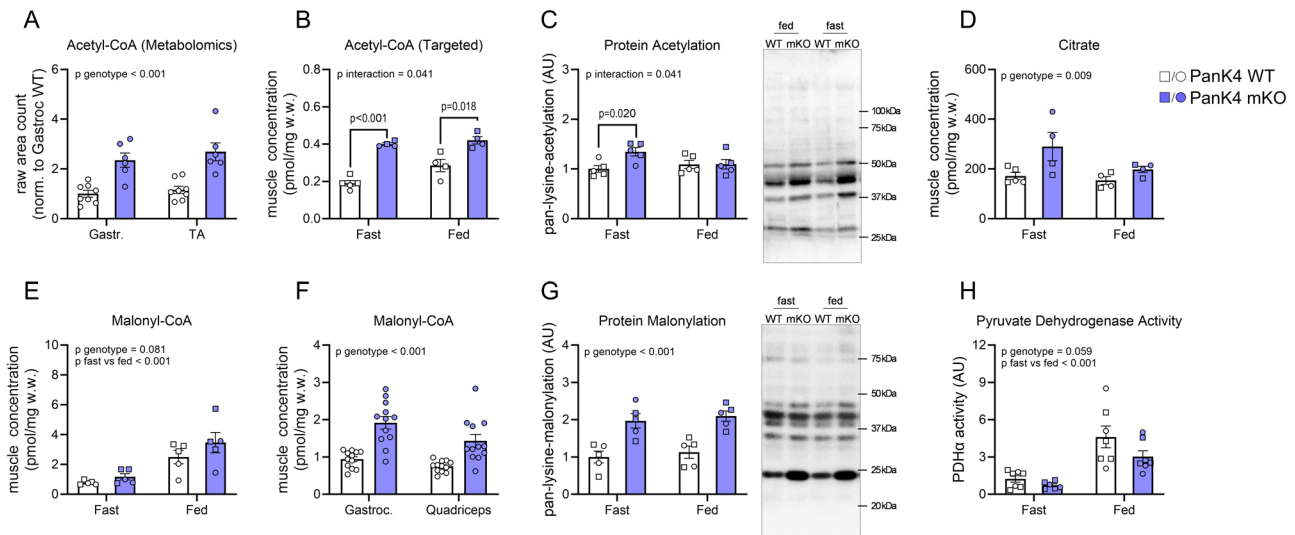 A
Acetyl-CoA (Metabolomics)
raw area count
(norm. to Gastroc WT)
p genotype < 0.001
5
4
3
2
1
0
Gastr.
TA
B
Acetyl-CoA (Targeted)
muscle concentration
(pmol/mg w.w.)
p interaction = 0.041
p<0.001
p=0.018
0.8
0.6
0.4
0.2
0.0
Fast
Fed
C
Protein Acetylation
pan-lysine-acetylation (AU)
p interaction = 0.041
p=0.020
3
2
1
0
Fast
Fed
fed
fast
WT mKO WT mKO
100kDa
75kDa
50kDa
37kDa
25kDa
D
Citrate
muscle concentration
(pmol/mg w.w.)
p genotype = 0.009
600
400
200
0
Fast
Fed
□/○ PanK4 WT
■/● PanK4 mKO
E
Malonyl-CoA
muscle concentration
(pmol/mg w.w.)
p genotype = 0.081
p fast vs fed < 0.001
10
8
6
4
2
0
Fast
Fed
F
Malonyl-CoA
muscle concentration
(pmol/mg w.w.)
p genotype < 0.001
4
3
2
1
0
Gastroc.
Quadriceps
G
Protein Malonylation
pan-lysine-malonylation (AU)
p genotype < 0.001
4
3
2
1
0
Fast
Fed
fast
fed
WT mKO WT mKO
75kDa
50kDa
37kDa
25kDa
20kDa
H
Pyruvate Dehydrogenase Activity
PDHα activity (AU)
p genotype = 0.059
p fast vs fed < 0.001
12
9
6
3
0
Fast
Fed